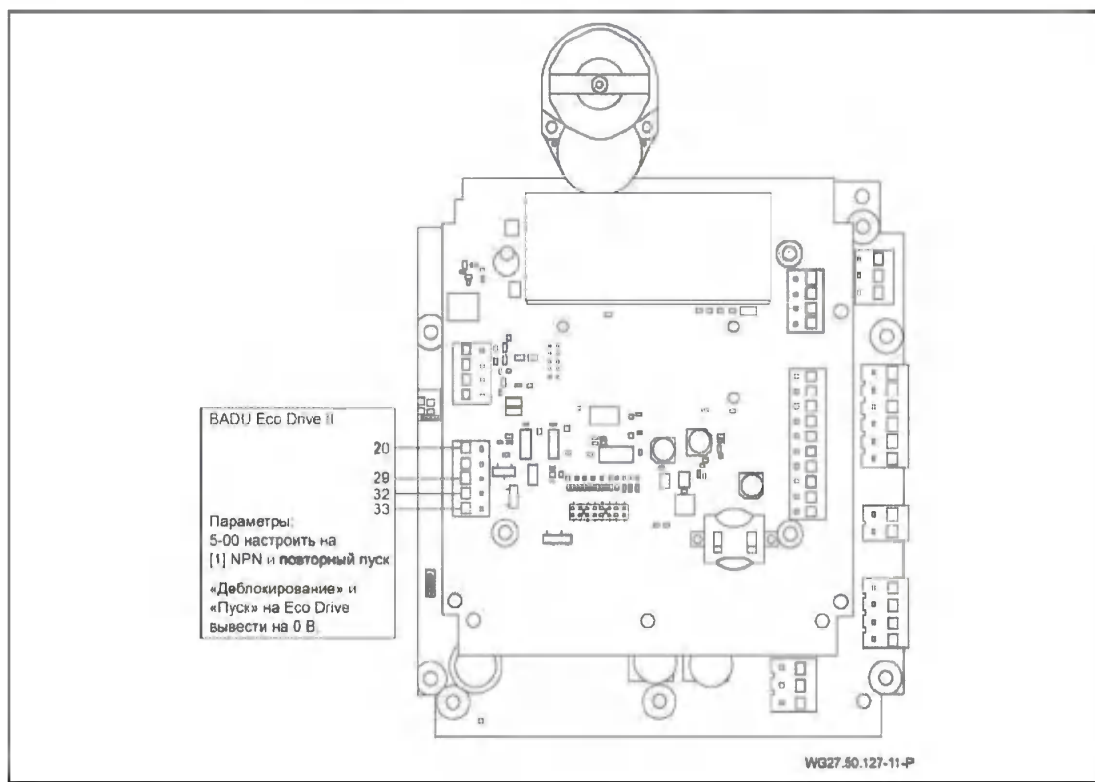 BADU Eco Drive II
20
29
32
33
Параметры:
5-00 настроить на
[1] NPN и повторный пуск
«Деблокирование» и
«Пуск» на Eco Drive
вывести на 0 В.
WG27.50.127-11-P